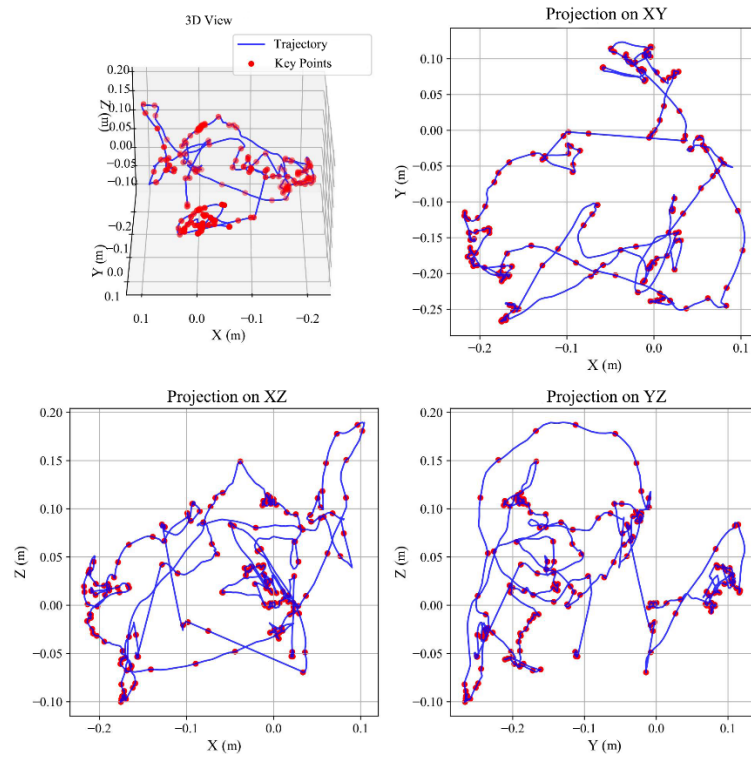 3D View
Trajectory
Key Points
0.20
0.15
0.10
0.05
0.00
−0.05
−0.10
Z (m)
−0.2
−0.1
0.0
0.1
Y (m)
0.1 0.0 −0.1 −0.2
X (m)
Projection on XY
0.10
0.05
0.00
−0.05
−0.10
−0.15
−0.20
−0.25
Y (m)
−0.2 −0.1 0.0 0.1
X (m)
Projection on XZ
0.20
0.15
0.10
0.05
0.00
−0.05
−0.10
Z (m)
−0.2 −0.1 0.0 0.1
X (m)
Projection on YZ
0.20
0.15
0.10
0.05
0.00
−0.05
−0.10
Z (m)
−0.2 −0.1 0.0 0.1
Y (m)